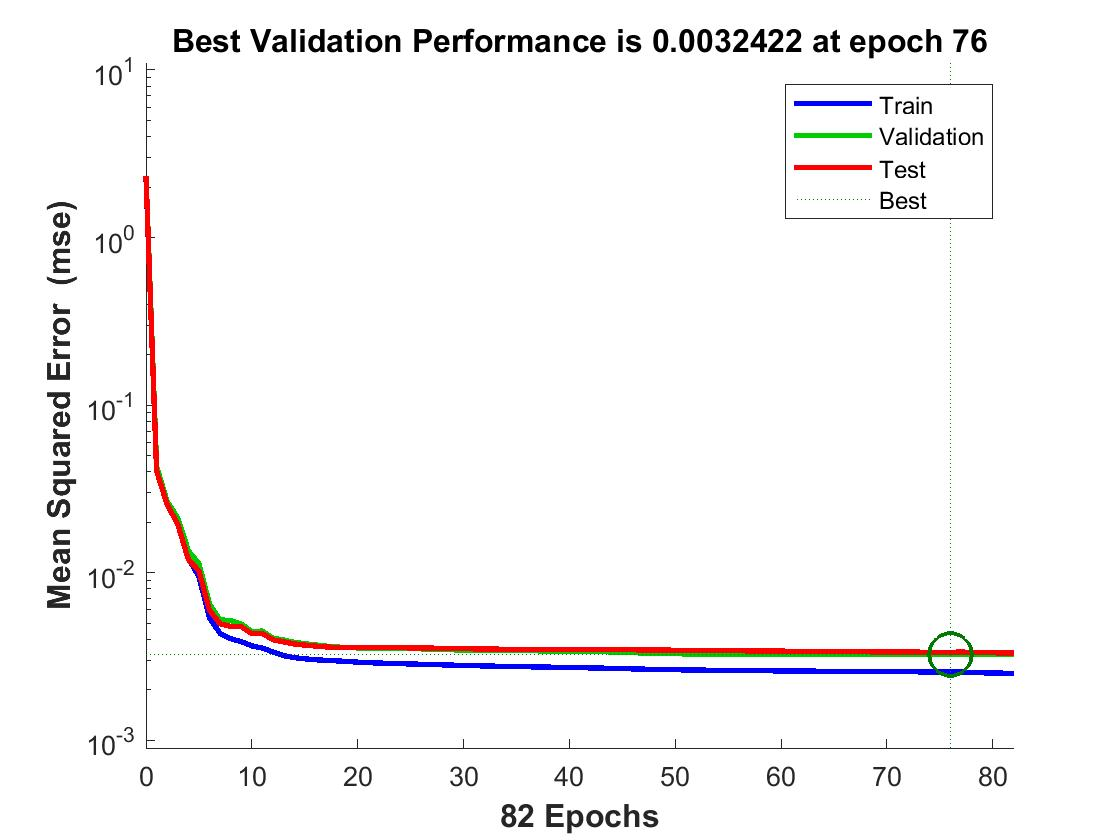 Best Validation Performance is 0.0032422 at epoch 76
Mean Squared Error  (mse)
10^1
10^0
10^-1
10^-2
10^-3
Train
Validation
Test
Best
0 10 20 30 40 50 60 70 80
82 Epochs